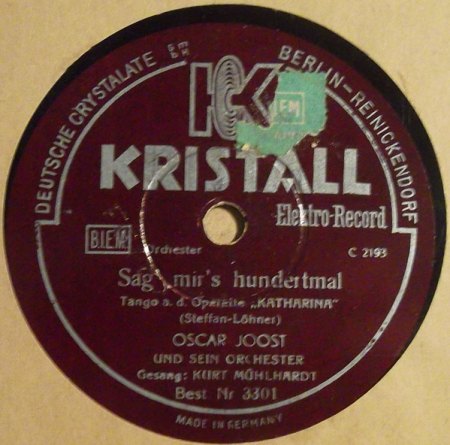 DEUTSCHE CRYSTALATE GmbH BERLIN-REINICKENDORF
K
BIEM
KRISTALL
Elektro-Record
B.I.E.M.
Orchester
C 2193
Sag' mir's hundertmal
Tango a. d. Operette „KATHARINA"
(Steffan-Löhner)
OSCAR JOOST
UND SEIN ORCHESTER
Gesang: KURT MÜHLHARDT
Best Nr 3301
MADE IN GERMANY